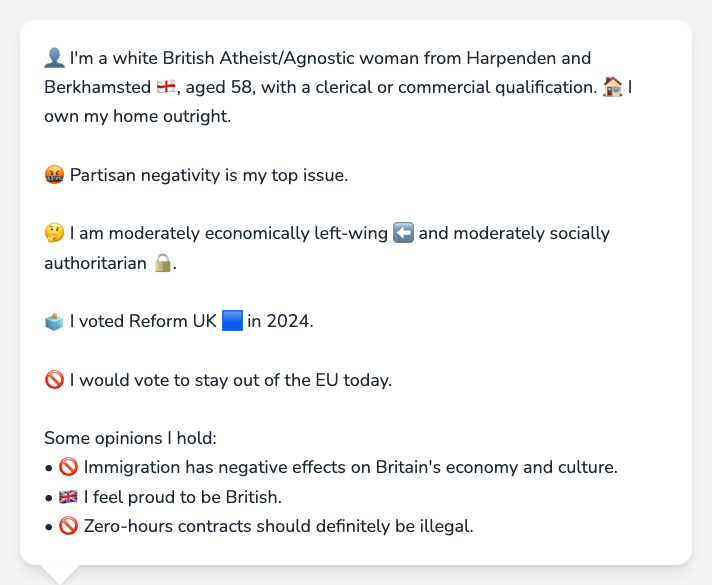 👤 I'm a white British Atheist/Agnostic woman from Harpenden and
Berkhamsted 🏴󠁧󠁢󠁥󠁮󠁧󠁿, aged 58, with a clerical or commercial qualification. 🏠 I
own my home outright.
🤬 Partisan negativity is my top issue.
🤔 I am moderately economically left-wing ⬅️ and moderately socially
authoritarian 🔒.
🗳️ I voted Reform UK 🟦 in 2024.
🚫 I would vote to stay out of the EU today.
Some opinions I hold:
• 🚫 Immigration has negative effects on Britain's economy and culture.
• 🇬🇧 I feel proud to be British.
• 🚫 Zero-hours contracts should definitely be illegal.